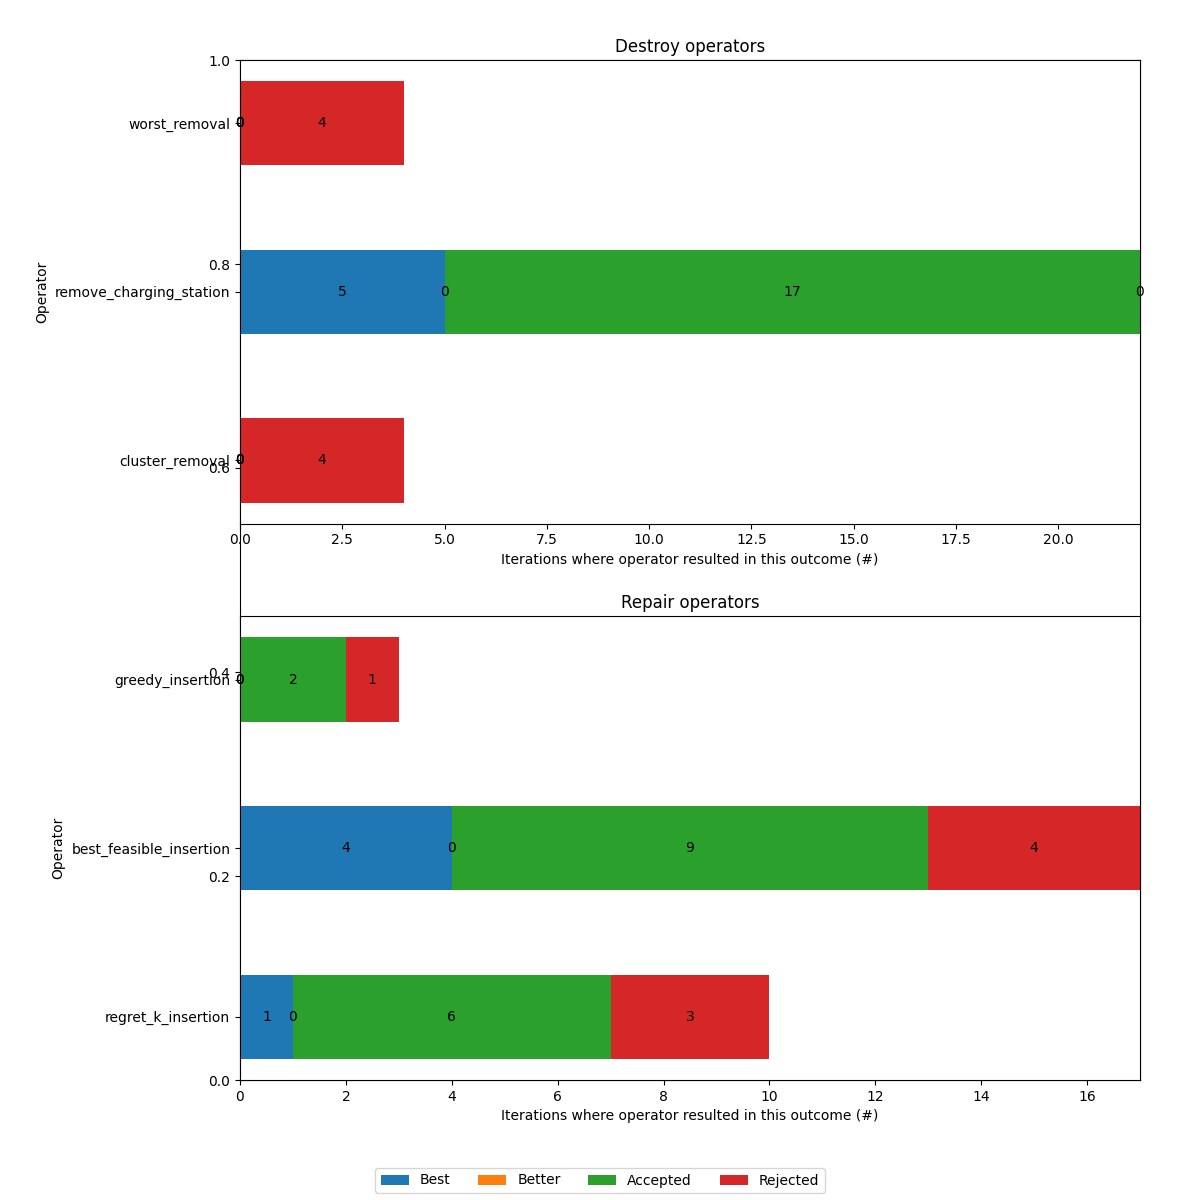 Destroy operators
1.0
worst_removal 0 4
0.8
Operator
remove_charging_station 5 0 17 0
cluster_removal 0 4
0.6
0.0 2.5 5.0 7.5 10.0 12.5 15.0 17.5 20.0
Iterations where operator resulted in this outcome (#)
Repair operators
0.4
greedy_insertion 0 2 1
Operator
best_feasible_insertion 4 0 9 4
0.2
regret_k_insertion 1 0 6 3
0.0
0 2 4 6 8 10 12 14 16
Iterations where operator resulted in this outcome (#)
Best Better Accepted Rejected